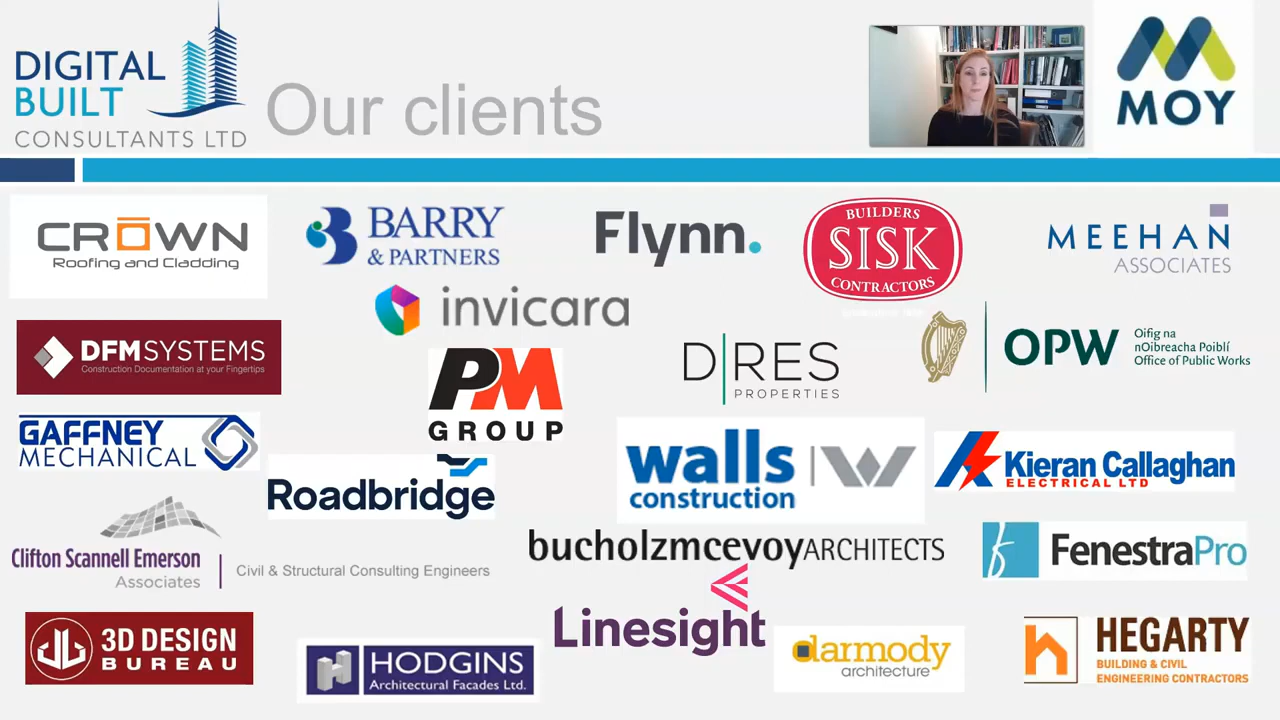 DIGITAL
BUILT
CONSULTANTS LTD
Our clients
MOY
CROWN
Roofing and Cladding
BARRY
& PARTNERS
Flynn.
BUILDERS
SISK
CONTRACTORS
MEEHAN
ASSOCIATES
invicara
DFMSYSTEMS
Construction Documentation at your Fingertips
PM
GROUP
D|RES
PROPERTIES
OPW
Oifig na
nOibreacha Poiblí
Office of Public Works
GAFFNEY
MECHANICAL
Roadbridge
walls
construction
Kieran Callaghan
ELECTRICAL LTD
Clifton Scannell Emerson
Associates
Civil & Structural Consulting Engineers
bucholzmcevoyARCHITECTS
FenestraPro
3D DESIGN
BUREAU
HODGINS
Architectural Facades Ltd.
Linesight
darmody
architecture
HEGARTY
BUILDING & CIVIL
ENGINEERING CONTRACTORS